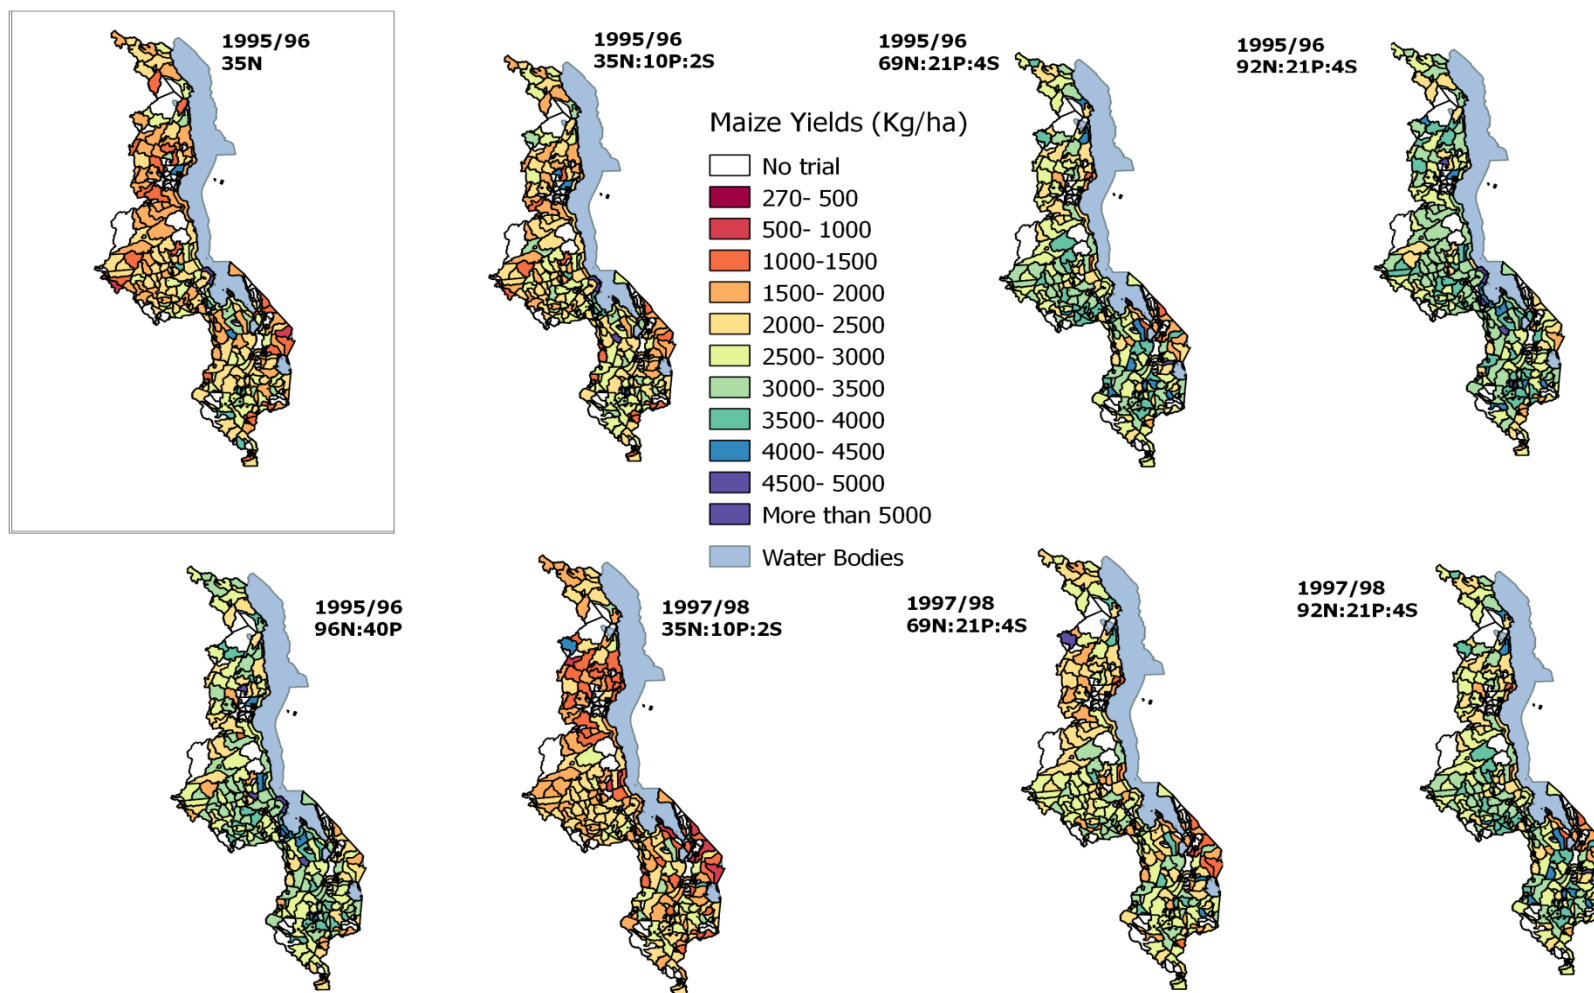 1995/96
35N
1995/96
35N:10P:2S
1995/96
69N:21P:4S
1995/96
92N:21P:4S
Maize Yields (Kg/ha)
No trial
270- 500
500- 1000
1000-1500
1500- 2000
2000- 2500
2500- 3000
3000- 3500
3500- 4000
4000- 4500
4500- 5000
More than 5000
Water Bodies
1995/96
96N:40P
1997/98
35N:10P:2S
1997/98
69N:21P:4S
1997/98
92N:21P:4S